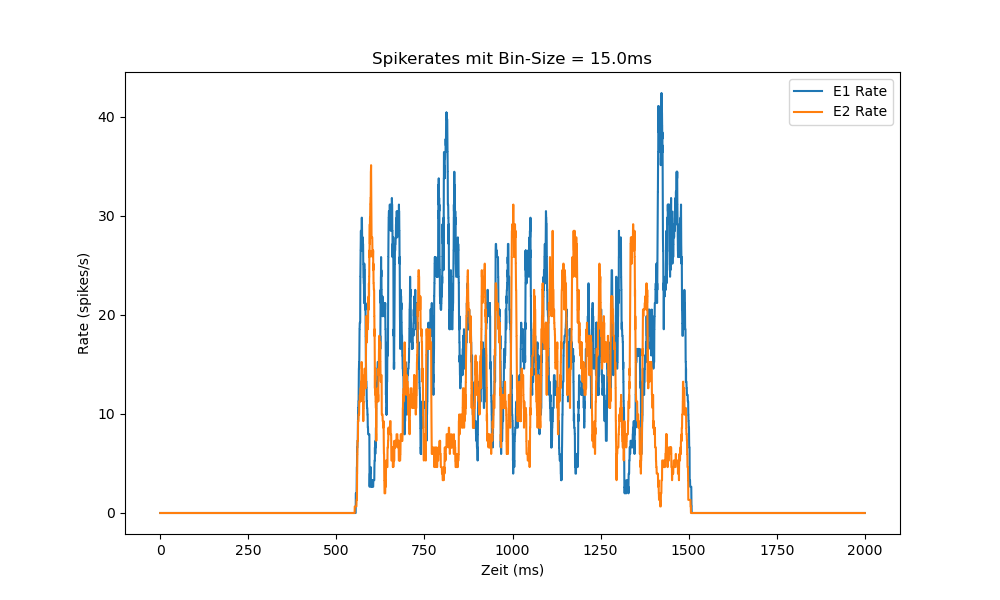 Spikerates mit Bin-Size = 15.0ms
E1 Rate
E2 Rate
Rate (spikes/s)
40
30
20
10
0
0 250 500 750 1000 1250 1500 1750 2000
Zeit (ms)